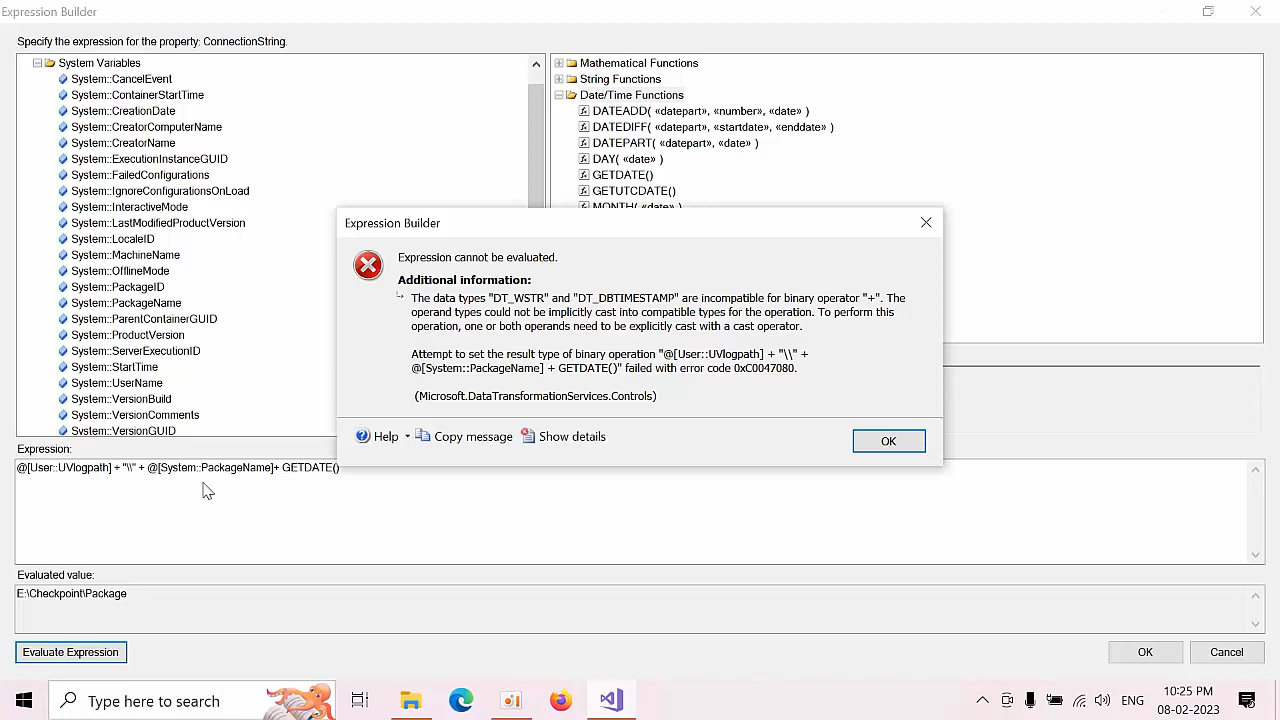 Expression Builder
Specify the expression for the property: ConnectionString.
System Variables
System::CancelEvent
System::ContainerStartTime
System::CreationDate
System::CreatorComputerName
System::CreatorName
System::ExecutionInstanceGUID
System::FailedConfigurations
System::IgnoreConfigurationsOnLoad
System::InteractiveMode
System::LastModifiedProductVersion
System::LocaleID
System::MachineName
System::OfflineMode
System::PackageID
System::PackageName
System::ParentContainerGUID
System::ProductVersion
System::ServerExecutionID
System::StartTime
System::UserName
System::VersionBuild
System::VersionComments
System::VersionGUID
Mathematical Functions
String Functions
Date/Time Functions
DATEADD( «datepart», «number», «date» )
DATEDIFF( «datepart», «startdate», «enddate» )
DATEPART( «datepart», «date» )
DAY( «date» )
GETDATE()
GETUTCDATE()
MONTH( «date» )
Expression Builder
Expression cannot be evaluated.
Additional information:
The data types "DT_WSTR" and "DT_DBTIMESTAMP" are incompatible for binary operator "+". The
operand types could not be implicitly cast into compatible types for the operation. To perform this
operation, one or both operands need to be explicitly cast with a cast operator.
Attempt to set the result type of binary operation "@[User::UVlogpath] + "\\" +
@[System::PackageName] + GETDATE()" failed with error code 0xC0047080.
(Microsoft.DataTransformationServices.Controls)
Help
Copy message
Show details
OK
Expression:
@[User::UVlogpath] + "\\" + @[System::PackageName]+ GETDATE()
Evaluated value:
E:\Checkpoint\Package
Evaluate Expression
OK
Cancel
Type here to search
ENG
10:25 PM
08-02-2023